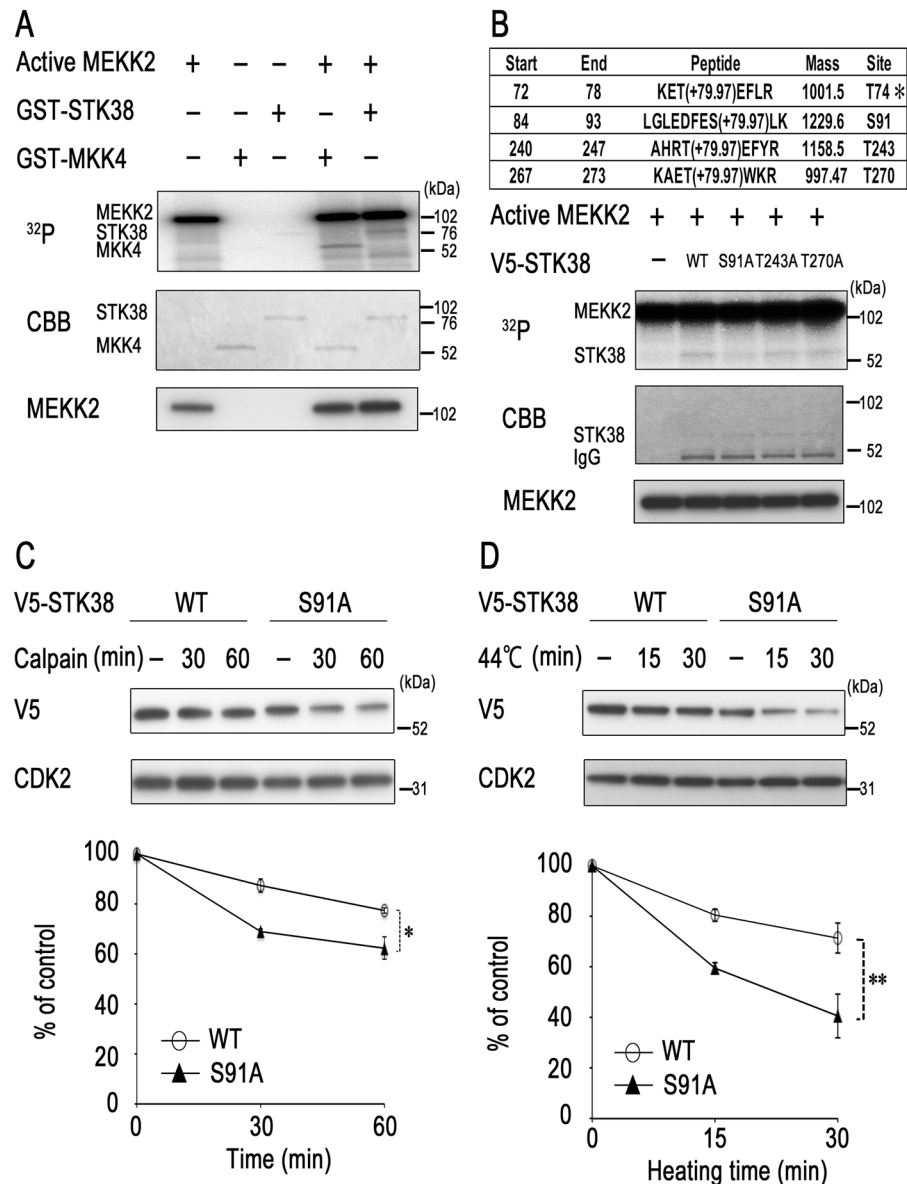 A
Active MEKK2 + – – + +
GST-STK38 – – + – +
GST-MKK4 – + – + –
(kDa)
32P MEKK2 102
STK38 76
MKK4 52
CBB STK38 102
76
MKK4 52
MEKK2 102
B
Start End Peptide Mass Site
72 78 KET(+79.97)EFLR 1001.5 T74 *
84 93 LGLEDFES(+79.97)LK 1229.6 S91
240 247 AHRT(+79.97)EFYR 1158.5 T243
267 273 KAET(+79.97)WKR 997.47 T270
Active MEKK2 + + + + +
V5-STK38 – WT S91A T243A T270A
(kDa)
32P MEKK2 102
STK38 52
CBB 102
STK38 52
IgG
MEKK2 102
C
V5-STK38 WT S91A
Calpain (min) – 30 60 – 30 60
(kDa)
V5 52
CDK2 31
100
80
60
40
20
0
% of control
*
WT
S91A
0 30 60
Time (min)
D
V5-STK38 WT S91A
44℃ (min) – 15 30 – 15 30
(kDa)
V5 52
CDK2 31
100
80
60
40
20
0
% of control
**
WT
S91A
0 15 30
Heating time (min)